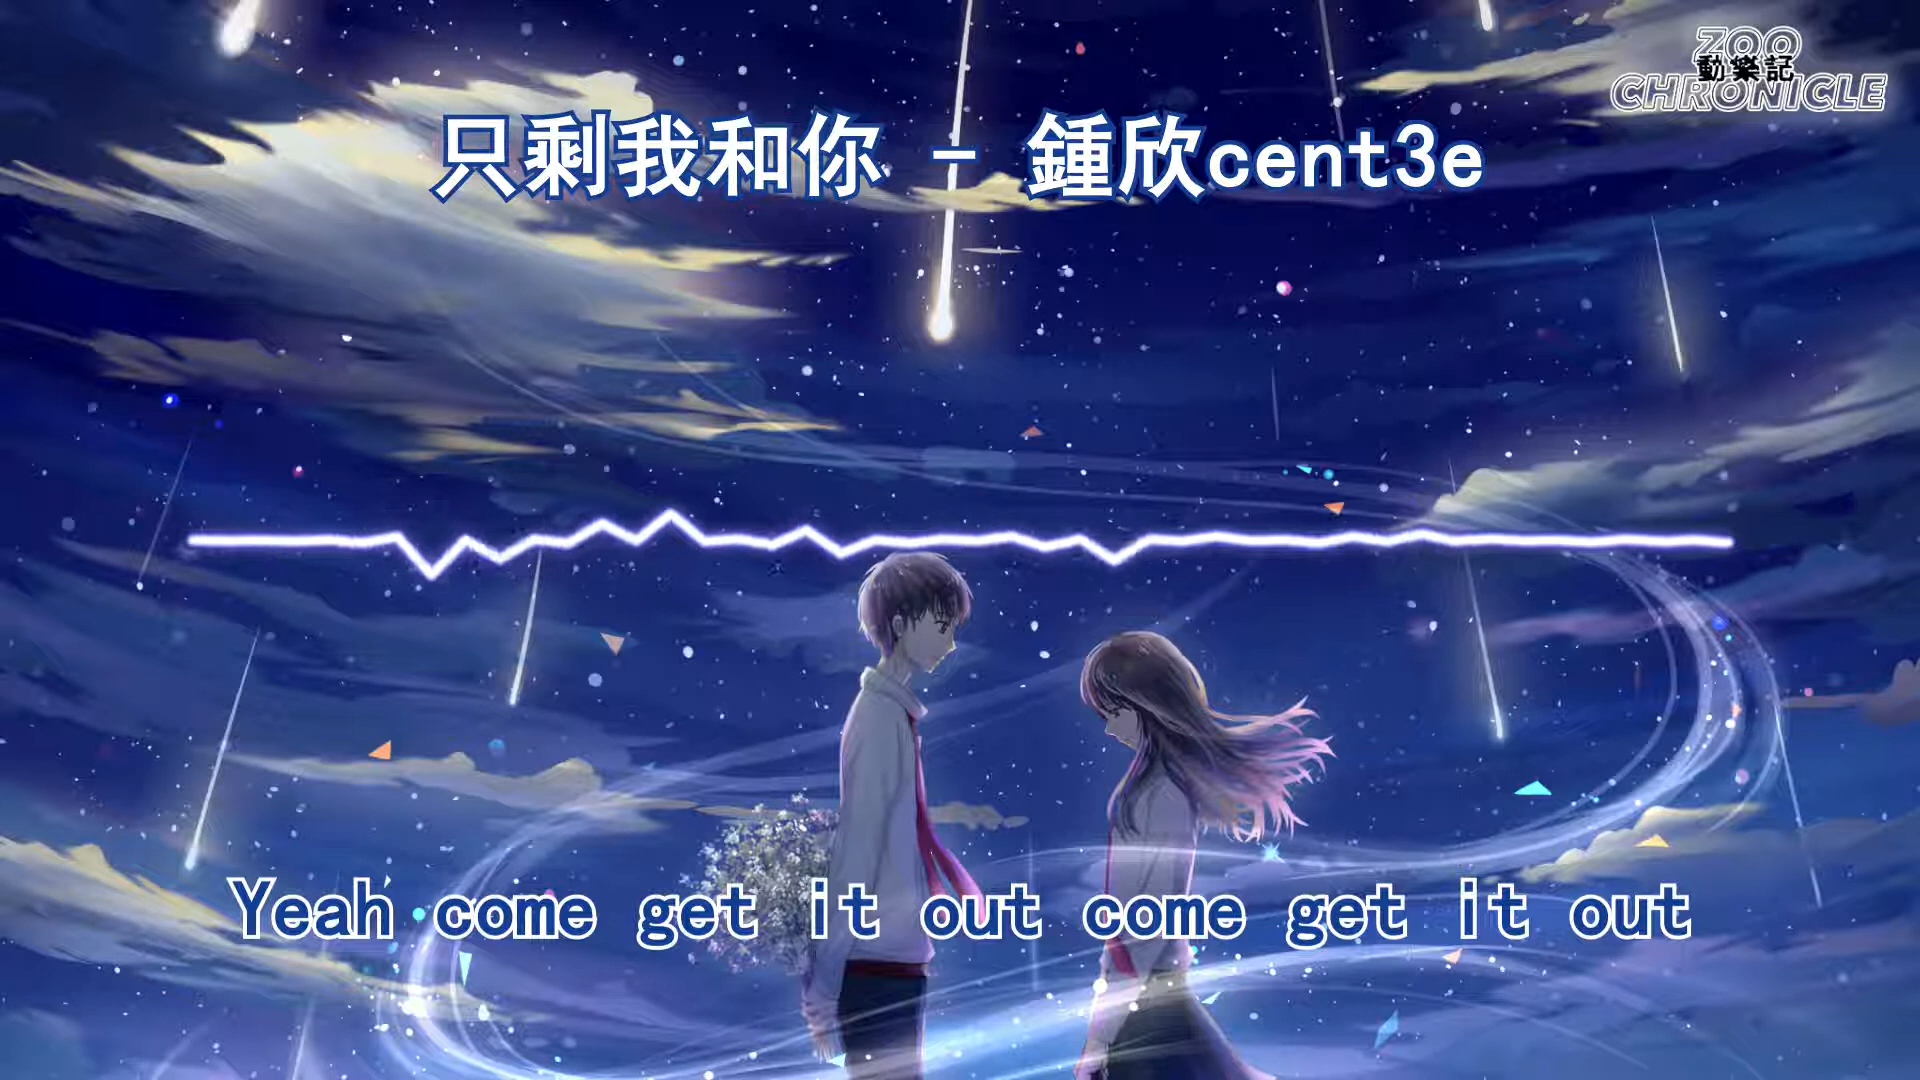 ZOO
動樂記
CHRONICLE
只剩我和你 - 鍾欣cent3e
Yeah come get it out come get it out